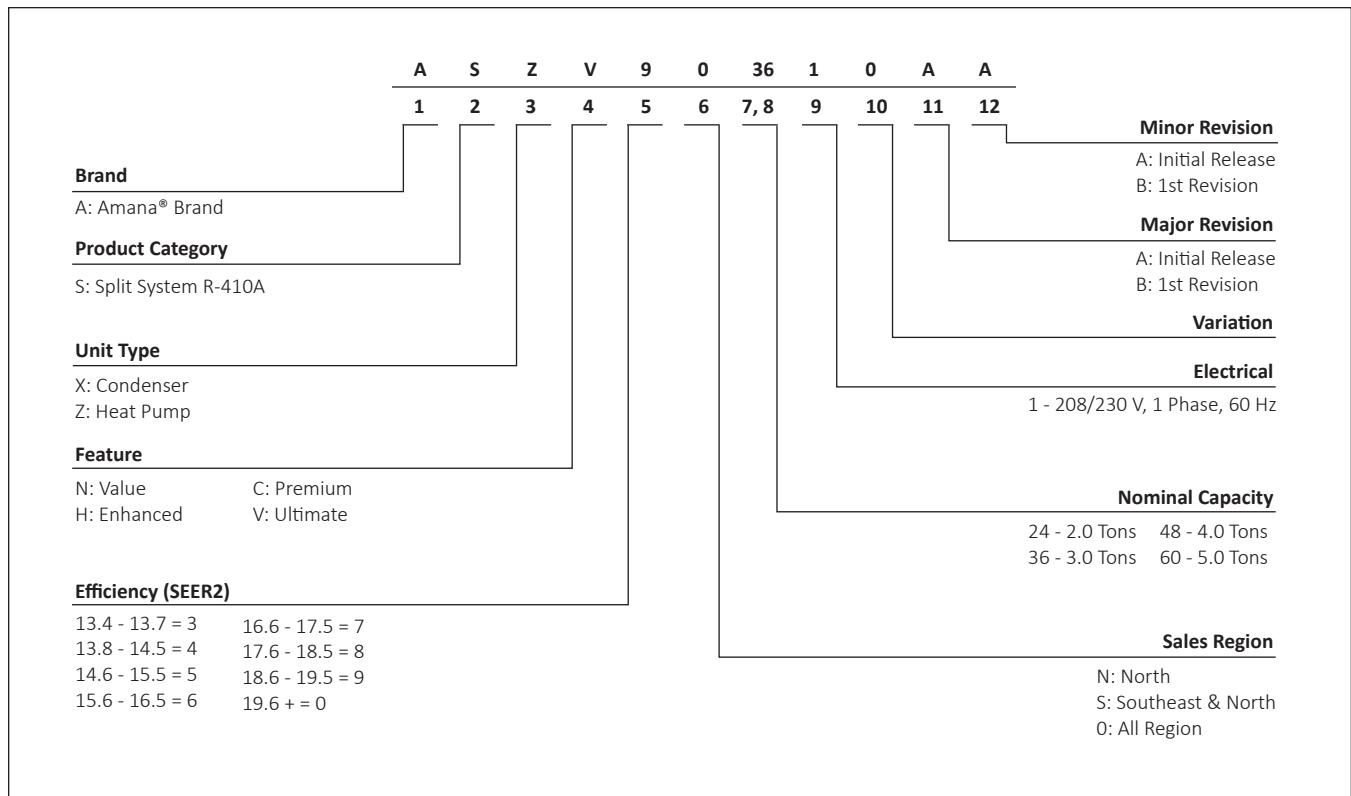 A S Z V 9 0 36 1 0 A A
1 2 3 4 5 6 7, 8 9 10 11 12
Brand
A: Amana® Brand
Product Category
S: Split System R-410A
Unit Type
X: Condenser
Z: Heat Pump
Feature
N: Value C: Premium
H: Enhanced V: Ultimate
Efficiency (SEER2)
13.4 - 13.7 = 3 16.6 - 17.5 = 7
13.8 - 14.5 = 4 17.6 - 18.5 = 8
14.6 - 15.5 = 5 18.6 - 19.5 = 9
15.6 - 16.5 = 6 19.6 + = 0
Minor Revision
A: Initial Release
B: 1st Revision
Major Revision
A: Initial Release
B: 1st Revision
Variation
Electrical
1 - 208/230 V, 1 Phase, 60 Hz
Nominal Capacity
24 - 2.0 Tons 48 - 4.0 Tons
36 - 3.0 Tons 60 - 5.0 Tons
Sales Region
N: North
S: Southeast & North
0: All Region